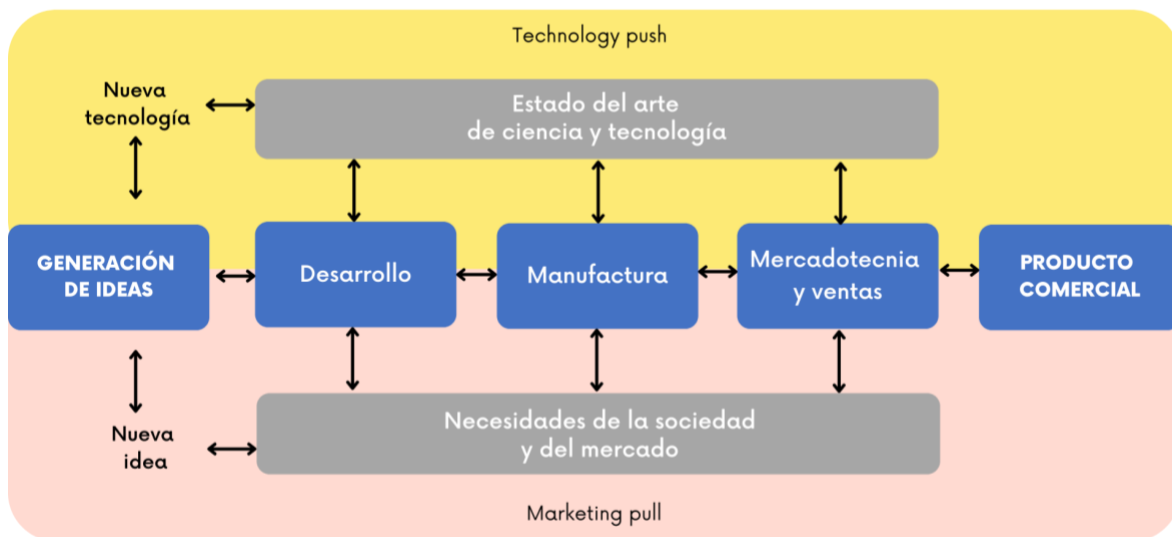 Technology push
Nueva
tecnología
Estado del arte
de ciencia y tecnología
GENERACIÓN
DE IDEAS
Desarrollo
Manufactura
Mercadotecnia
y ventas
PRODUCTO
COMERCIAL
Nueva
idea
Necesidades de la sociedad
y del mercado
Marketing pull